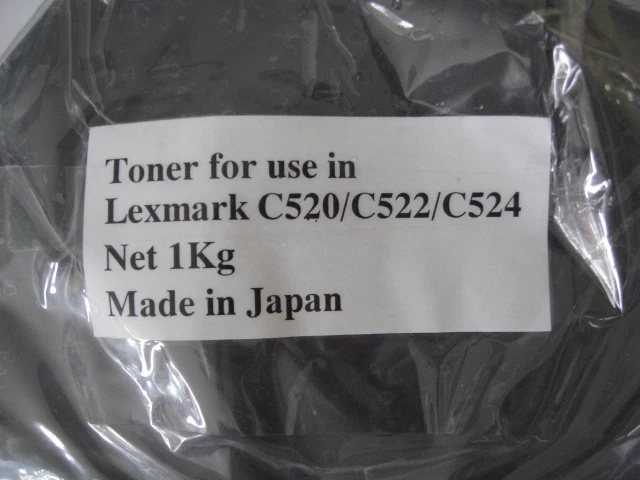 Toner for use in
Lexmark C520/C522/C524
Net 1Kg
Made in Japan